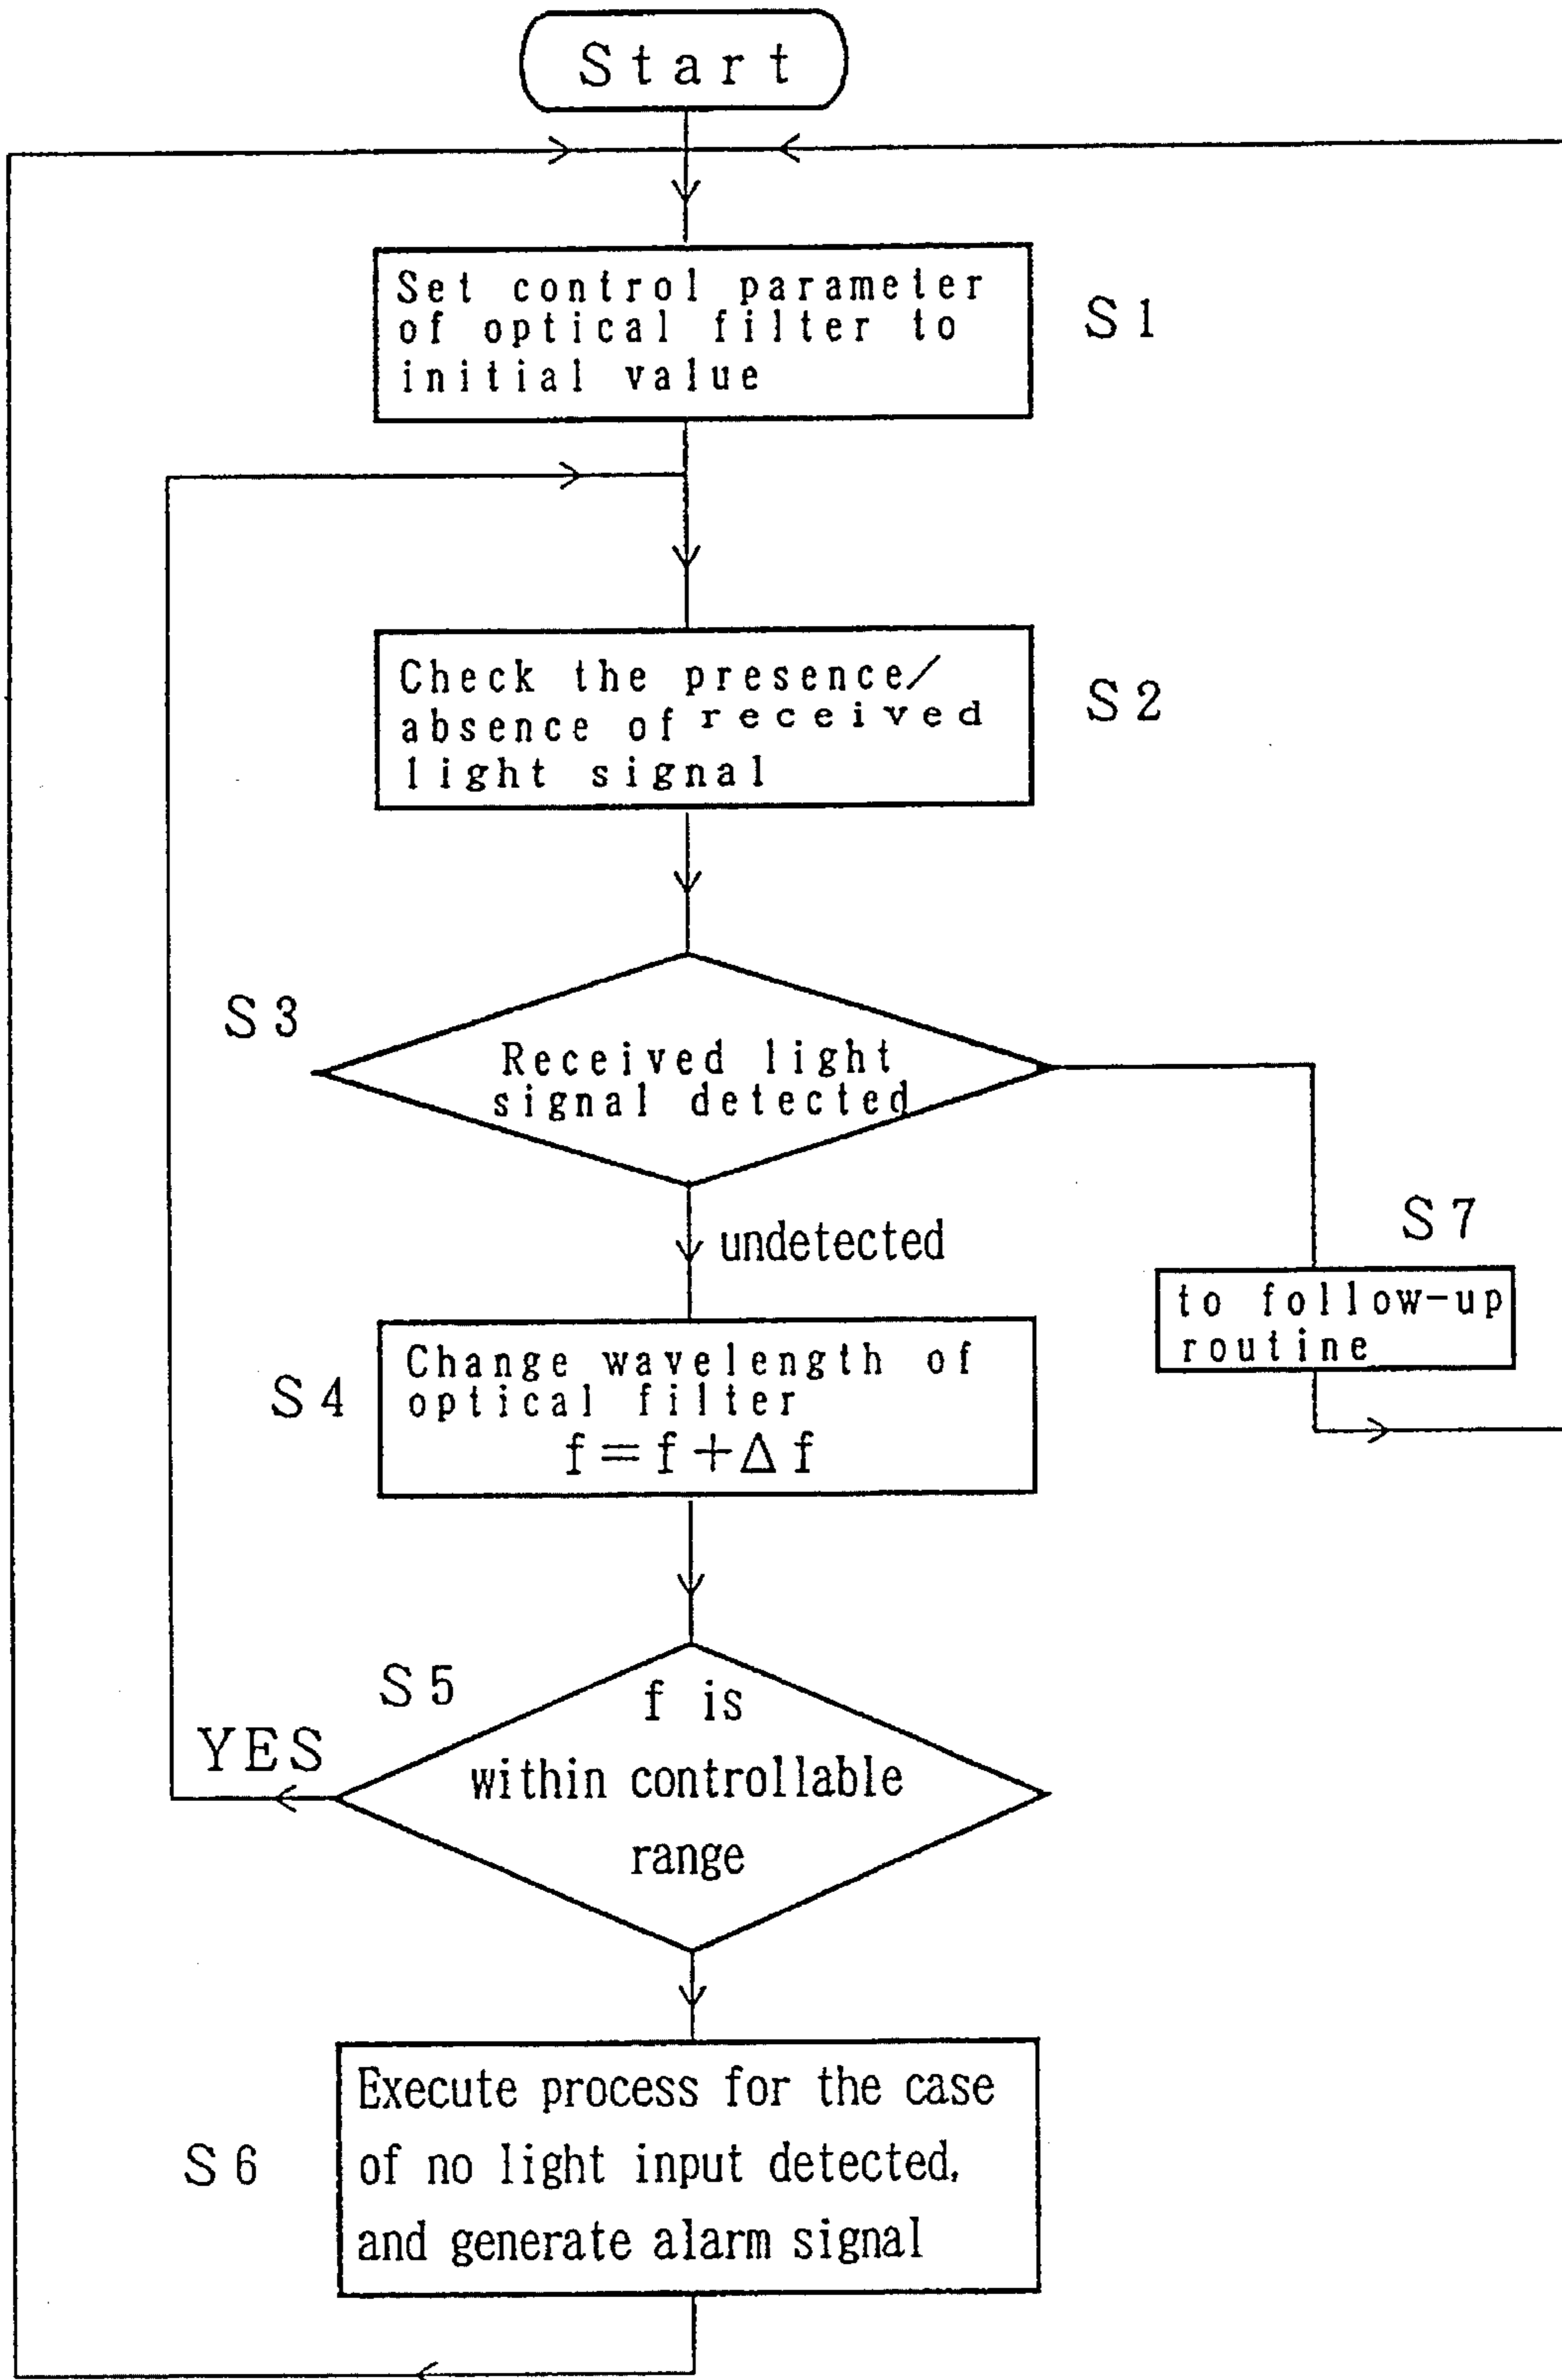 Start
Set control parameter
of optical filter to
initial value
S1
Check the presence/
absence of received
light signal
S2
S3
Received light
signal detected
undetected
S7
to follow-up
routine
S4
Change wavelength of
optical filter
f=f+Δf
S5
YES
f is
within controllable
range
S6
Execute process for the case
of no light input detected,
and generate alarm signal